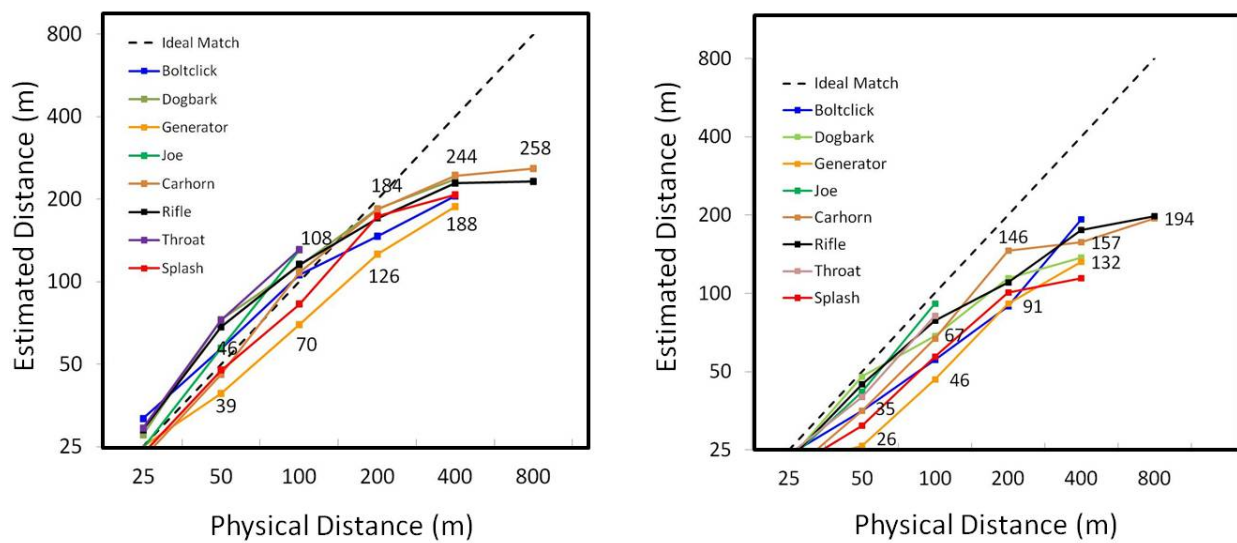 800
400
200
100
50
25
Estimated Distance (m)
Ideal Match
Boltclick
Dogbark
Generator
Joe
Carhorn
Rifle
Throat
Splash
258
244
184
188
108
126
46
70
39
25 50 100 200 400 800
Physical Distance (m)
800
400
200
100
50
25
Estimated Distance (m)
Ideal Match
Boltclick
Dogbark
Generator
Joe
Carhorn
Rifle
Throat
Splash
194
146
157
132
91
67
46
35
26
25 50 100 200 400 800
Physical Distance (m)